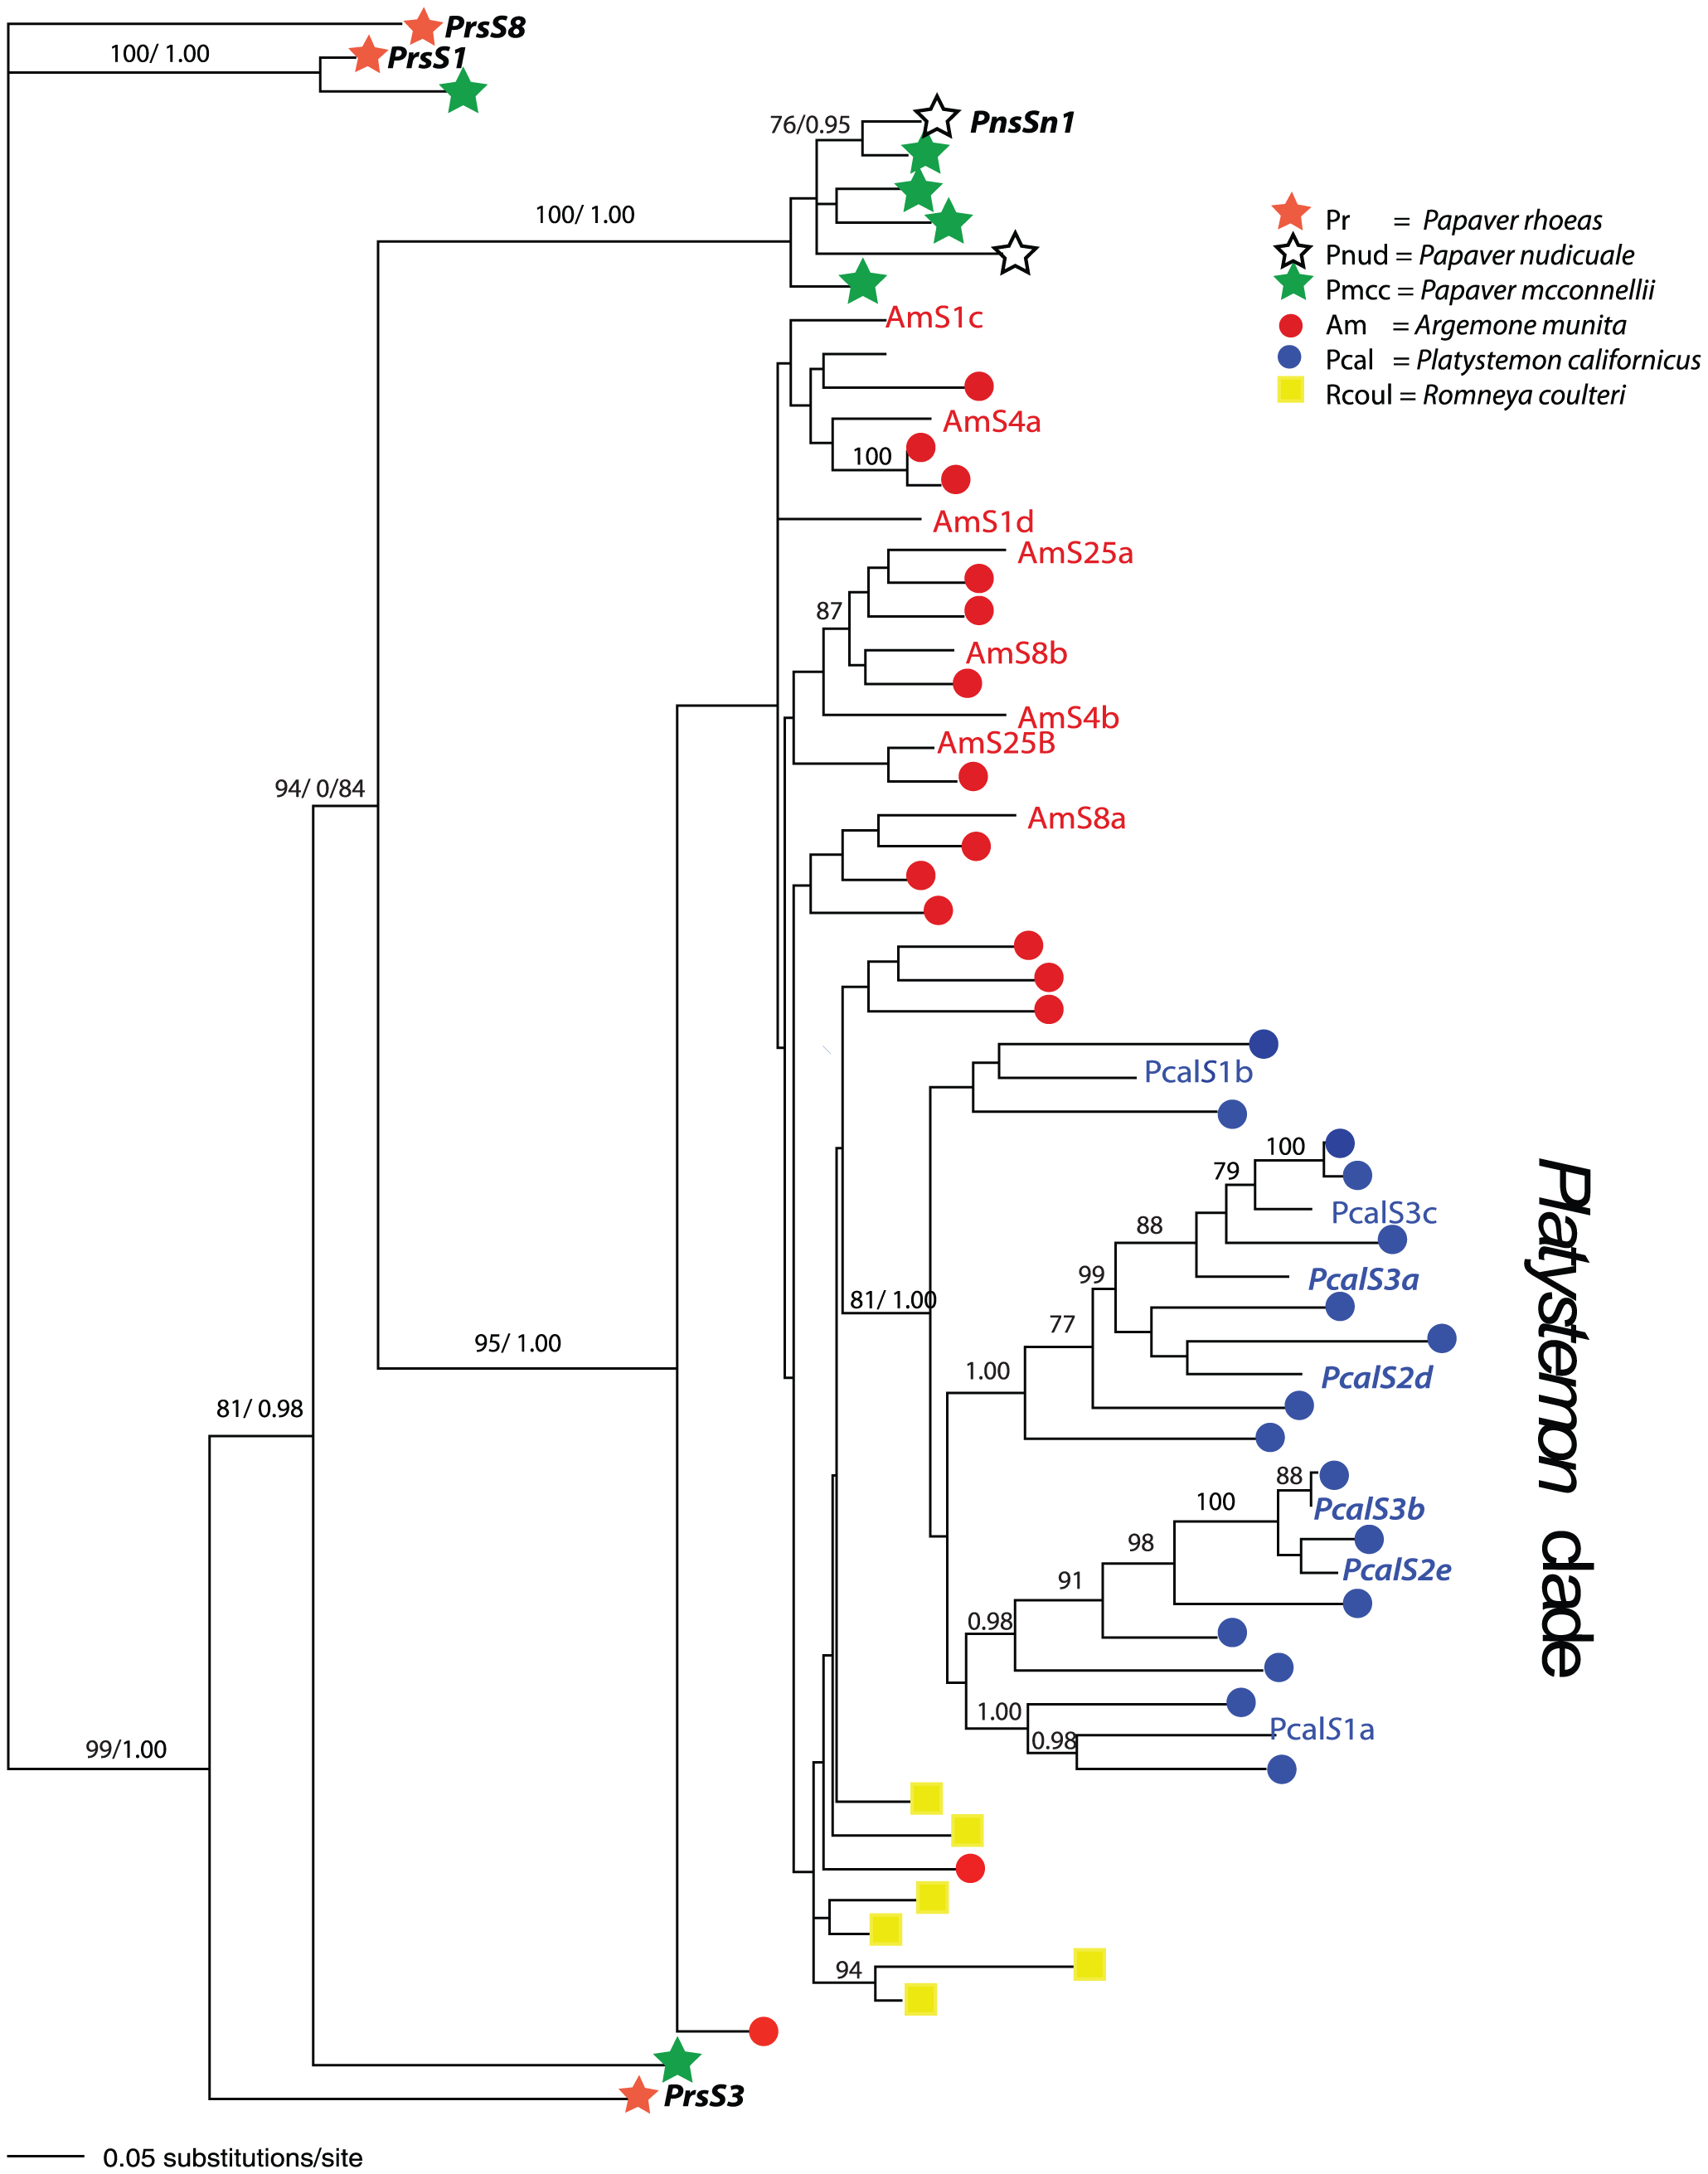 PrsS8
100/ 1.00
PrsS1
PnsSn1
76/0.95
100/ 1.00
Pr = Papaver rhoeas
Pnud = Papaver nudicuale
Pmcc = Papaver mcconnellii
Am = Argemone munita
Pcal = Platystemon californicus
Rcoul = Romneya coulteri
AmS1c
AmS4a
100
AmS1d
AmS25a
87
AmS8b
AmS4b
AmS25B
94/ 0/84
AmS8a
PcalS1b
100
79
PcalS3c
88
99
PcalS3a
81/ 1.00
77
95/ 1.00
1.00
PcalS2d
81/ 0.98
Platystemon clade
88
100
PcalS3b
98
PcalS2e
91
0.98
1.00
PcalS1a
0.98
99/1.00
94
PrsS3
0.05 substitutions/site